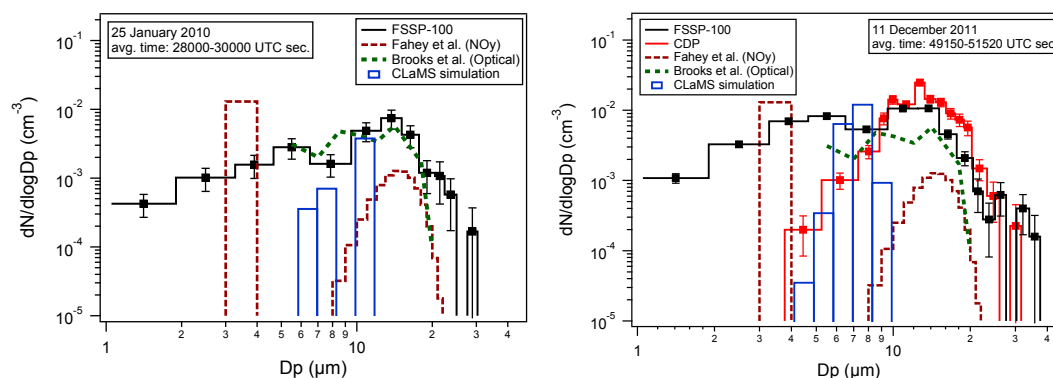 25 January 2010
avg. time: 28000-30000 UTC sec.
FSSP-100
Fahey et al. (NOy)
Brooks et al. (Optical)
CLaMS simulation
dN/dlogDp (cm⁻³)
10⁻¹
10⁻²
10⁻³
10⁻⁴
10⁻⁵
1 2 3 4 5 6 7 8 9 10 2 3 4
Dp (µm)
FSSP-100
CDP
Fahey et al. (NOy)
Brooks et al. (Optical)
CLaMS simulation
11 December 2011
avg. time: 49150-51520 UTC sec.
dN/dlogDp (cm⁻³)
10⁻¹
10⁻²
10⁻³
10⁻⁴
10⁻⁵
1 2 3 4 5 6 7 8 9 10 2 3 4
Dp (µm)